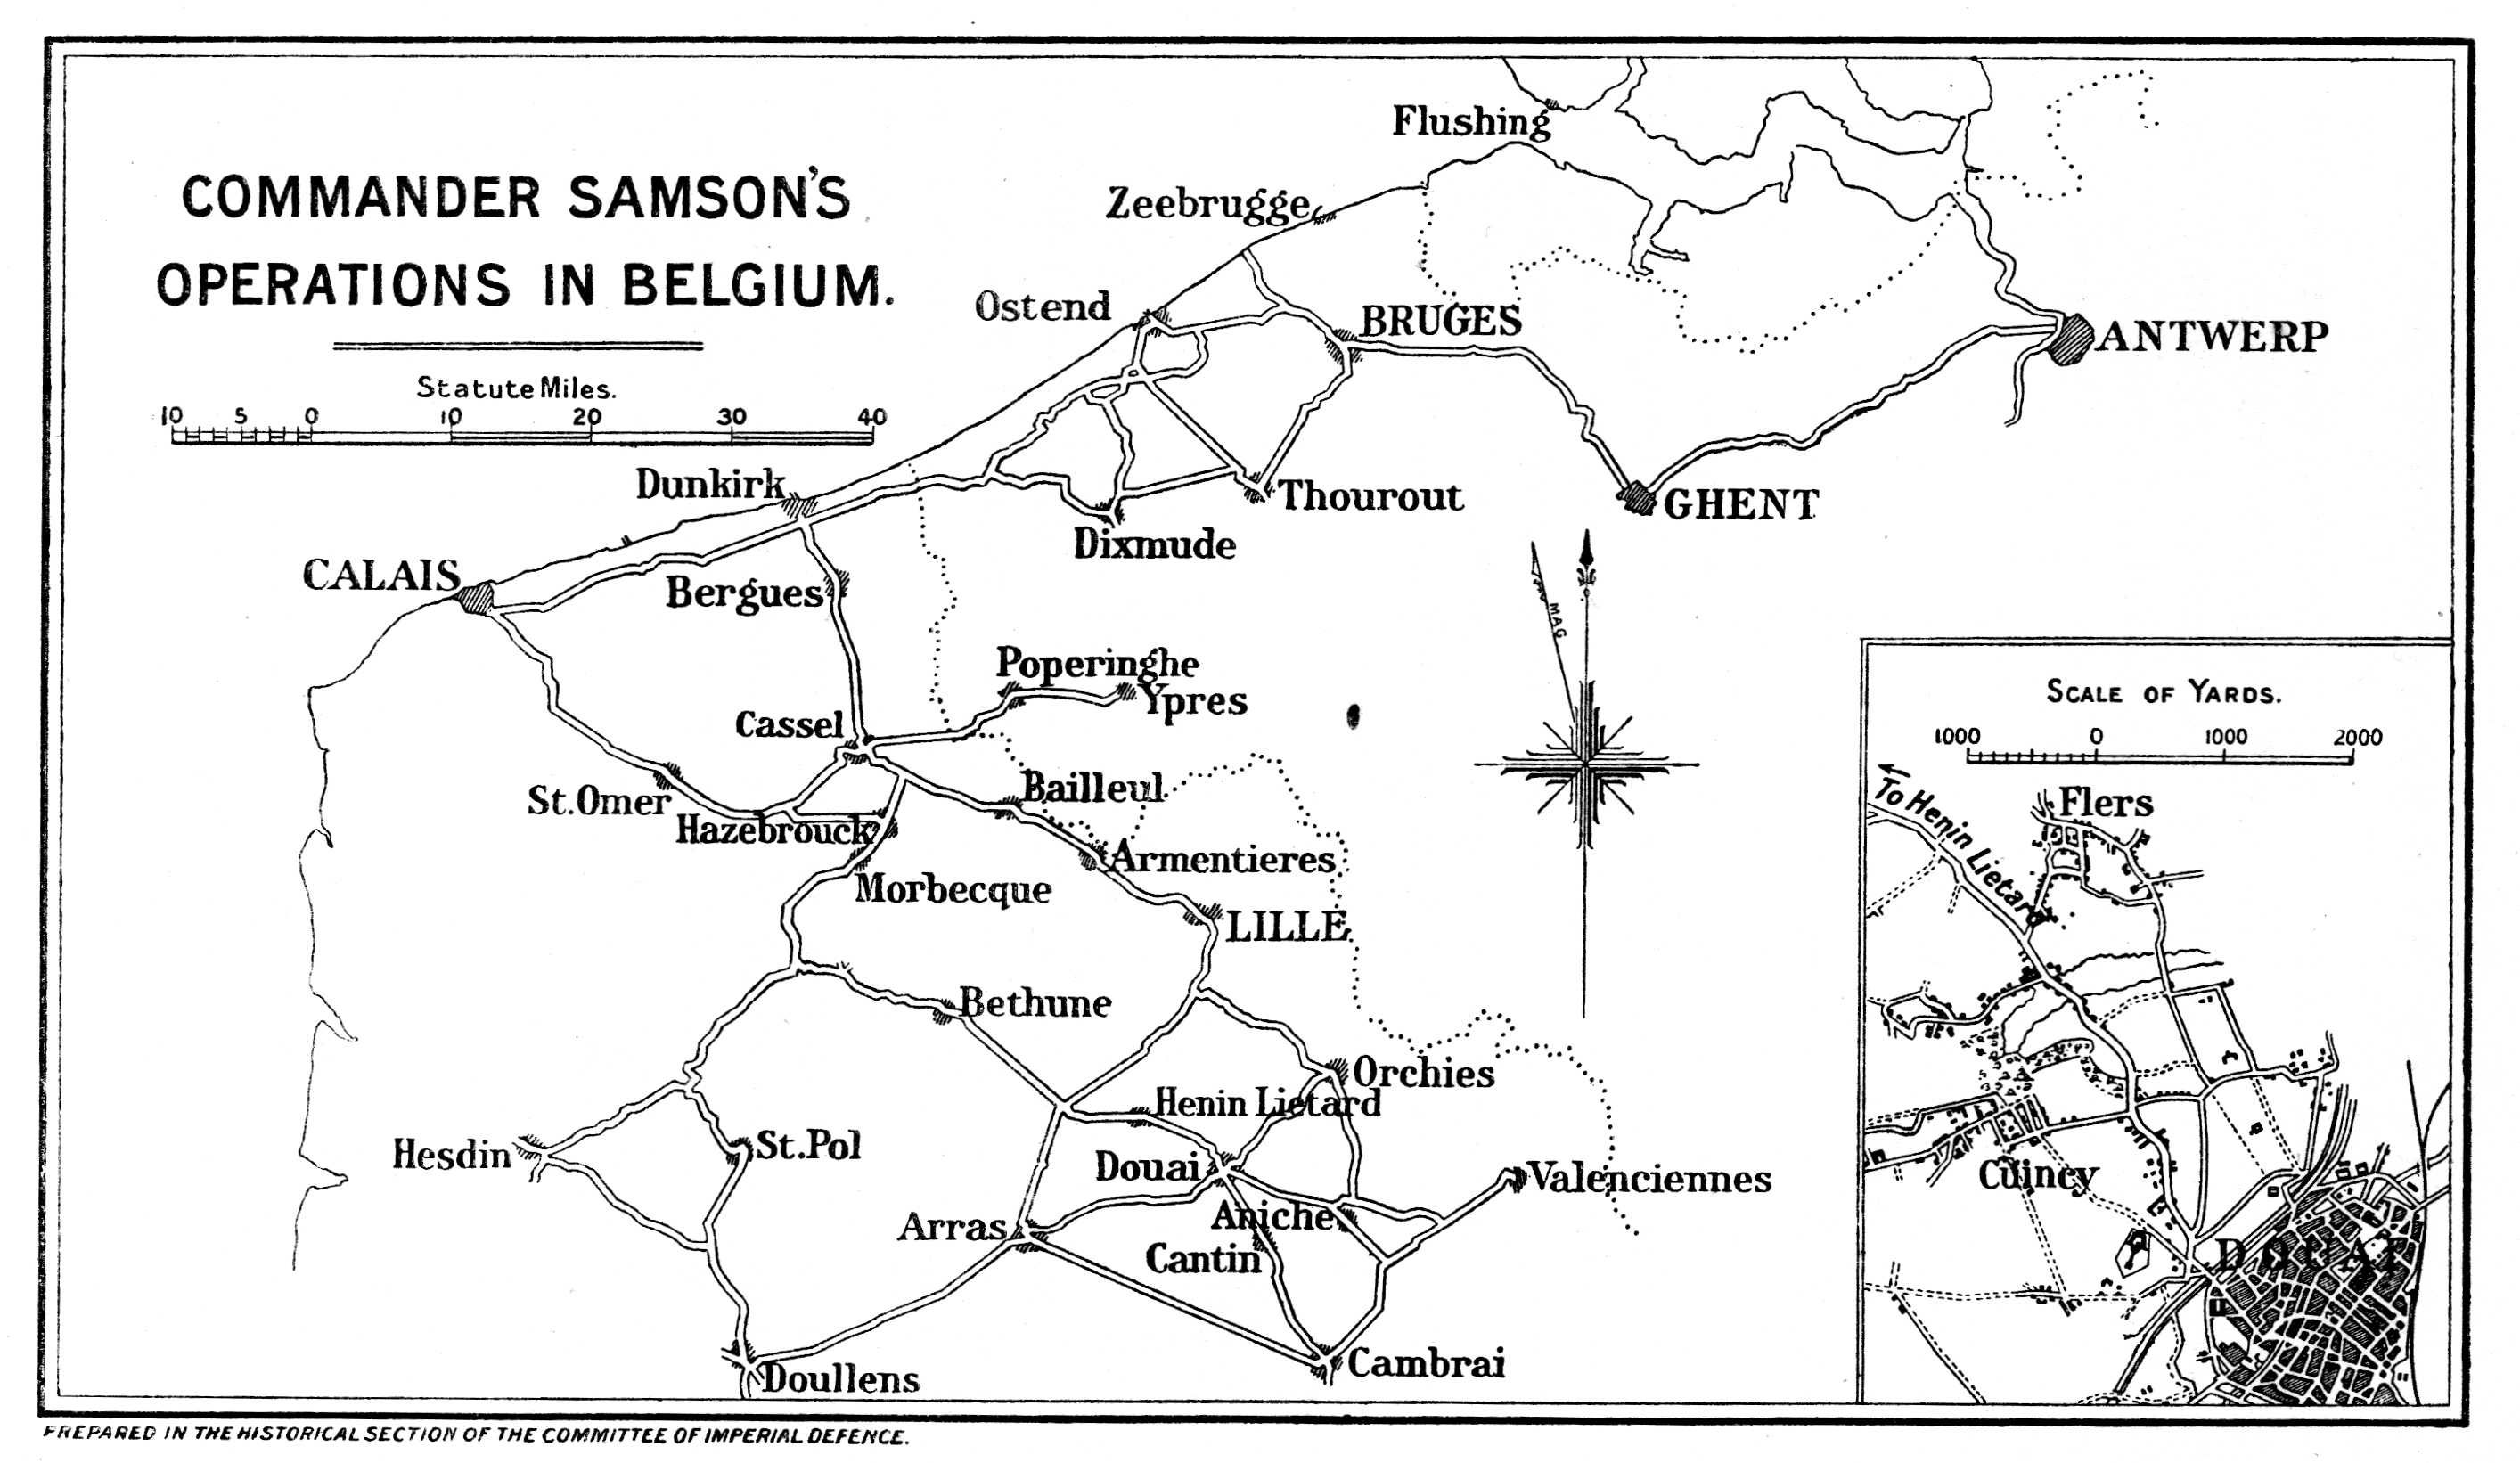 COMMANDER SAMSON'S
OPERATIONS IN BELGIUM.
Statute Miles.
10 5 0 10 20 30 40
Flushing
Zeebrugge
Ostend
BRUGES
ANTWERP
Dunkirk
Thourout
GHENT
Dixmude
CALAIS
Bergues
MAG
Poperinghe
Ypres
Cassel
Bailleul
St.Omer
Hazebrouck
Armentieres
Morbecque
LILLE
Bethune
Orchies
Henin Lietard
Hesdin
St.Pol
Douai
Valenciennes
Arras
Aniche
Cantin
Cambrai
Doullens
SCALE OF YARDS.
1000 0 1000 2000
To Henin Lietard
Flers
Cuincy
DOUAI
PREPARED IN THE HISTORICAL SECTION OF THE COMMITTEE OF IMPERIAL DEFENCE.